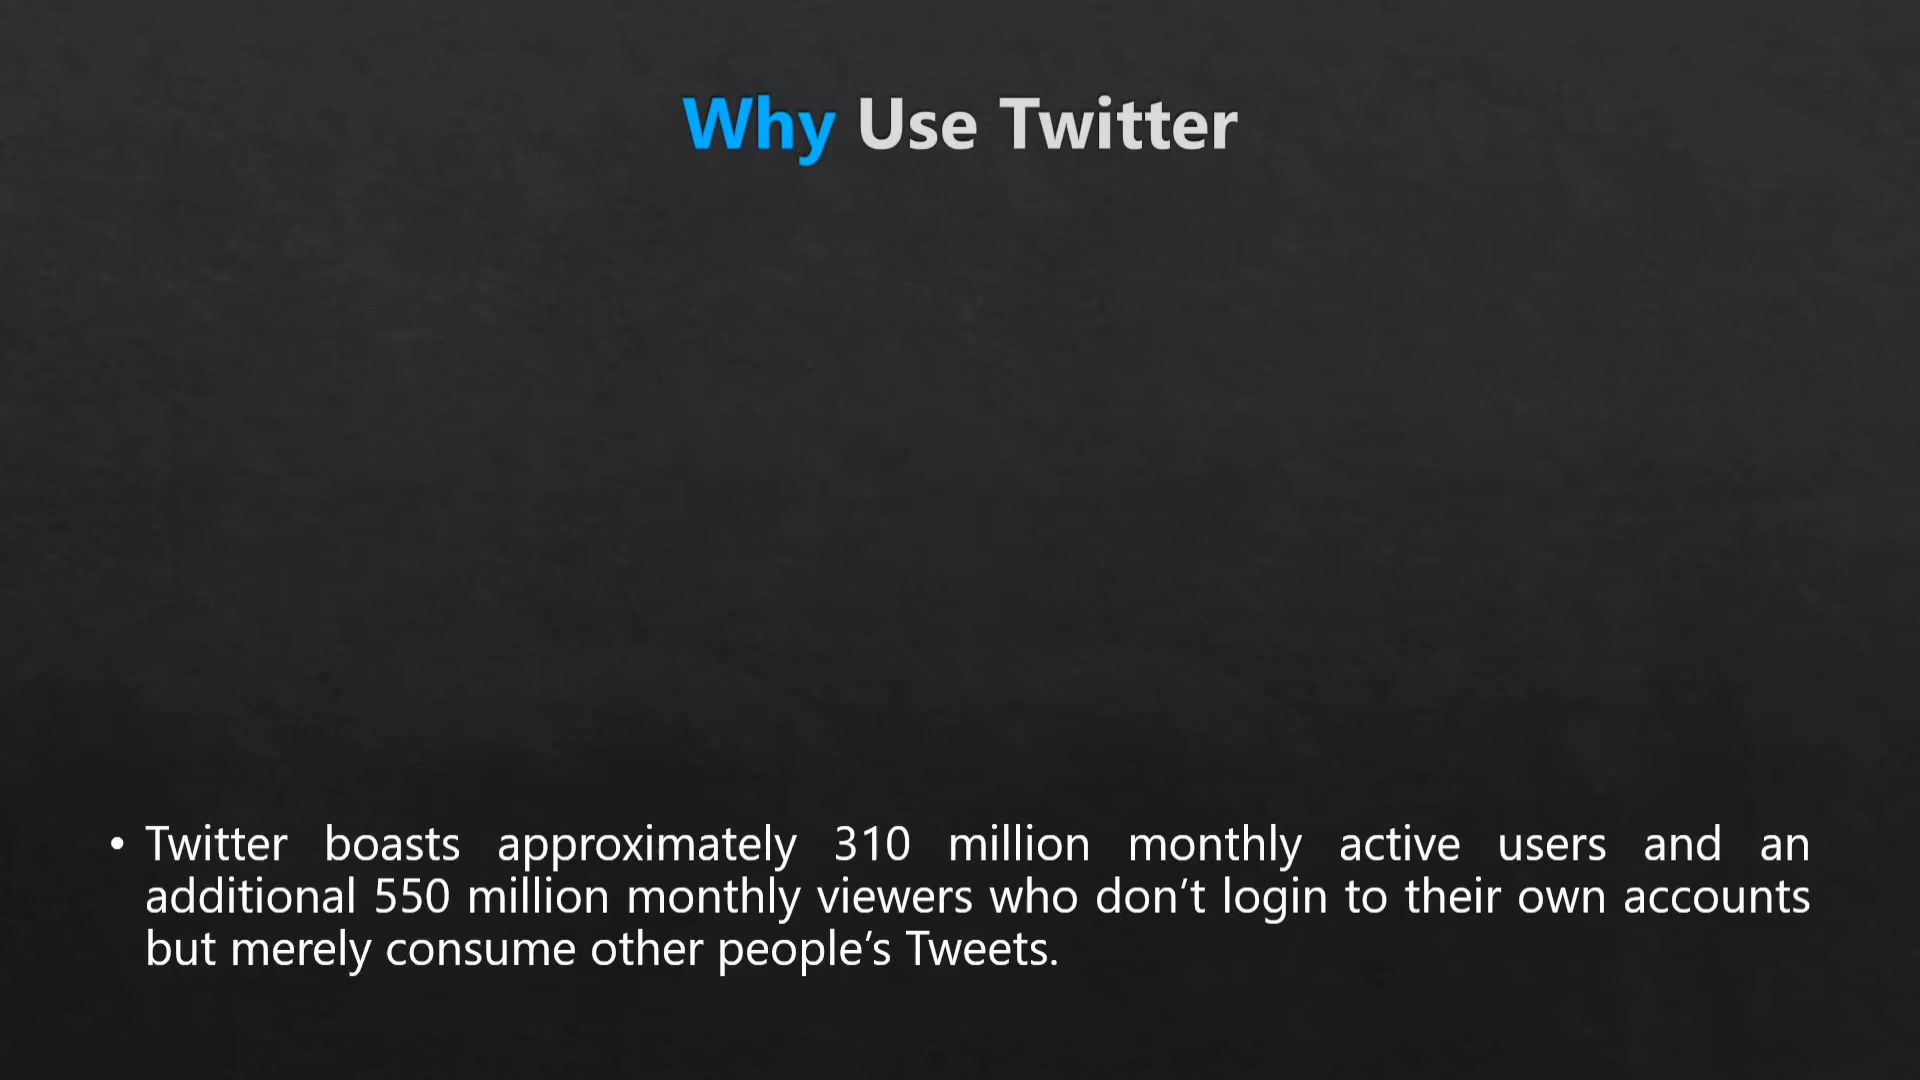 Why Use Twitter
• Twitter boasts approximately 310 million monthly active users and an
additional 550 million monthly viewers who don’t login to their own accounts
but merely consume other people’s Tweets.